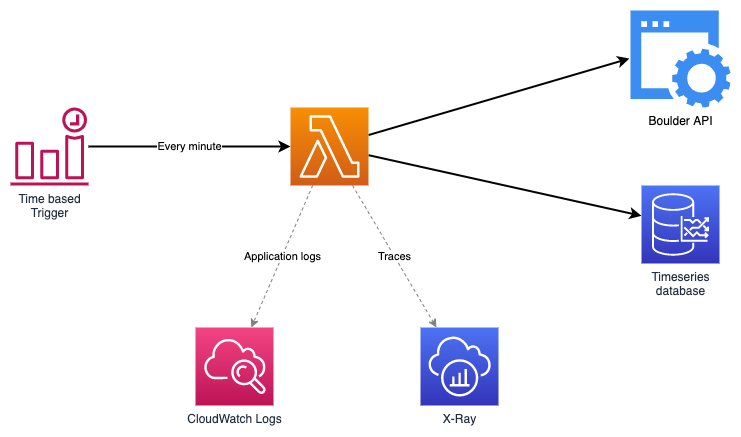 Boulder API
Every minute
Time based
Trigger
Application logs
Traces
Timeseries
database
CloudWatch Logs
X-Ray